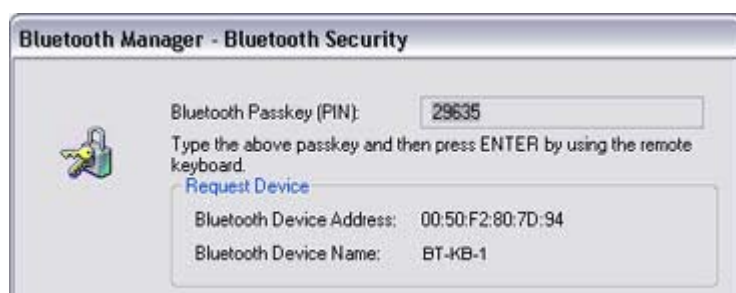 Bluetooth Manager - Bluetooth Security
Bluetooth Passkey (PIN): 29635
Type the above passkey and then press ENTER by using the remote
keyboard.
Request Device
Bluetooth Device Address: 00:50:F2:80:7D:94
Bluetooth Device Name: BT-KB-1